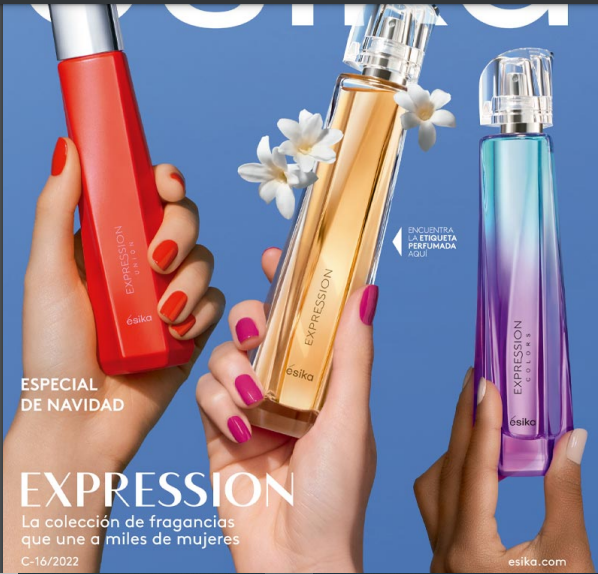 ésika
EXPRESSION
UNION
ésika
EXPRESSION
ésika
ENCUENTRA
LA ETIQUETA
PERFUMADA
AQUÍ
EXPRESSION
COLORS
ésika
ESPECIAL
DE NAVIDAD
EXPRESSION
La colección de fragancias
que une a miles de mujeres
C-16/2022
esika.com